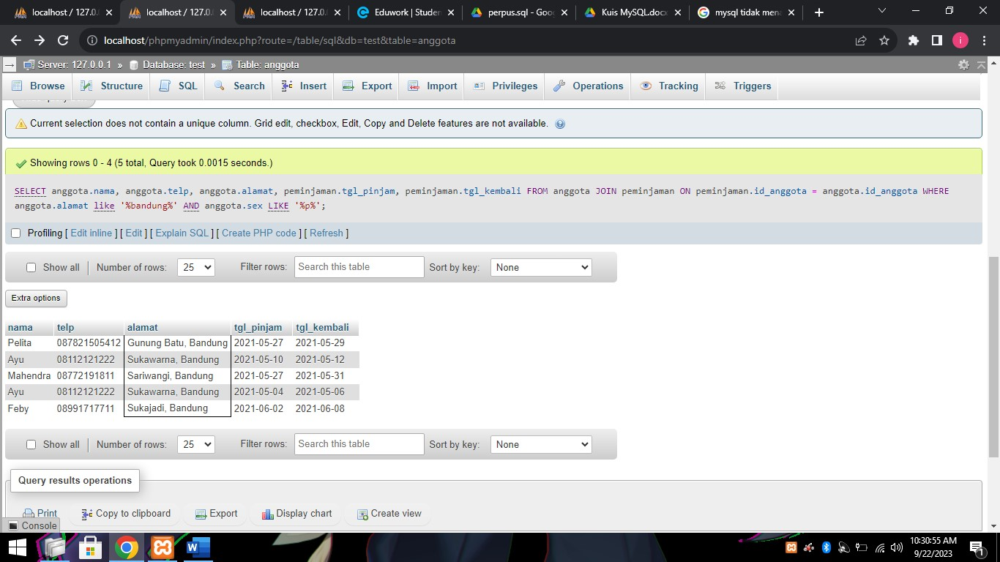 localhost / 127.0.
localhost / 127.0.
localhost / 127.0.
Eduwork | Studen
perpus.sql - Goog
Kuis MySQL.docx
mysql tidak mena
localhost/phpmyadmin/index.php?route=/table/sql&db=test&table=anggota
i
Server: 127.0.0.1 » Database: test » Table: anggota
Browse Structure SQL Search Insert Export Import Privileges Operations Tracking Triggers
Current selection does not contain a unique column. Grid edit, checkbox, Edit, Copy and Delete features are not available.
Showing rows 0 - 4 (5 total, Query took 0.0015 seconds.)
SELECT anggota.nama, anggota.telp, anggota.alamat, peminjaman.tgl_pinjam, peminjaman.tgl_kembali FROM anggota JOIN peminjaman ON peminjaman.id_anggota = anggota.id_anggota WHERE
anggota.alamat like '%bandung%' AND anggota.sex LIKE '%p%';
Profiling [ Edit inline ] [ Edit ] [ Explain SQL ] [ Create PHP code ] [ Refresh ]
Show all | Number of rows: 25 Filter rows: Search this table Sort by key: None
Extra options
nama telp alamat tgl_pinjam tgl_kembali
Pelita 087821505412 Gunung Batu, Bandung 2021-05-27 2021-05-29
Ayu 08112121222 Sukawarna, Bandung 2021-05-10 2021-05-12
Mahendra 08772191811 Sariwangi, Bandung 2021-05-27 2021-05-31
Ayu 08112121222 Sukawarna, Bandung 2021-05-04 2021-05-06
Feby 08991717711 Sukajadi, Bandung 2021-06-02 2021-06-08
Show all | Number of rows: 25 Filter rows: Search this table Sort by key: None
Query results operations
Print Copy to clipboard Export Display chart Create view
Console
10:30:55 AM
9/22/2023
1